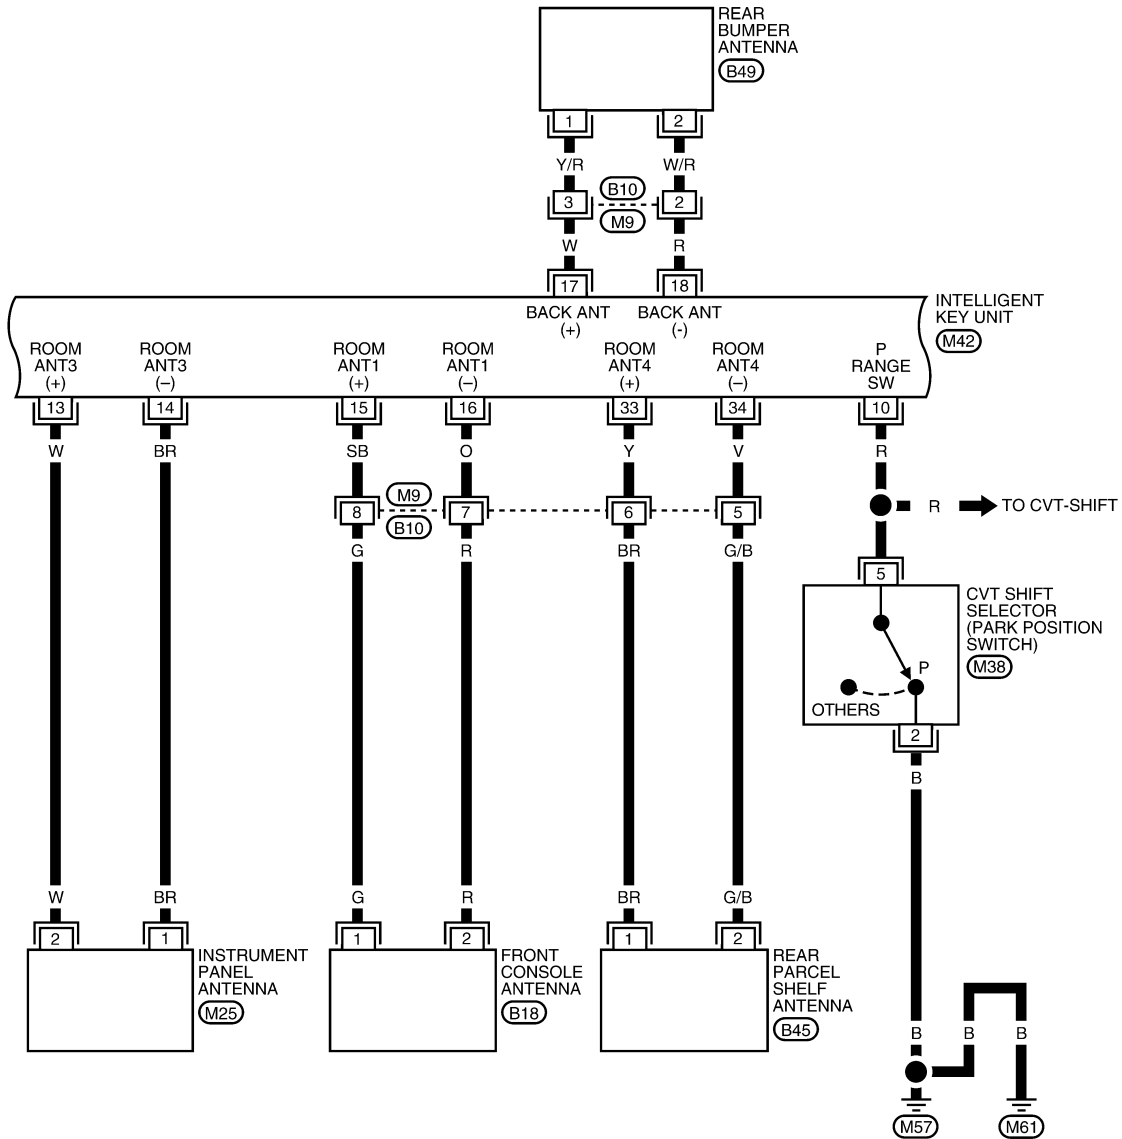 REAR
BUMPER
ANTENNA
B49
1 2
Y/R W/R
B10
3 2
M9
W R
17 18
BACK ANT BACK ANT
(+) (-)
INTELLIGENT
KEY UNIT
M42
ROOM ROOM ROOM ROOM ROOM ROOM P
ANT3 ANT3 ANT1 ANT1 ANT4 ANT4 RANGE
(+) (–) (+) (–) (+) (–) SW
13 14 15 16 33 34 10
W BR SB O Y V R
M9
8 7 6 5
B10
R TO CVT-SHIFT
G R BR G/B
5
CVT SHIFT
SELECTOR
(PARK POSITION
SWITCH)
M38
P
OTHERS
2
B
W BR G R BR G/B
2 1 1 2 1 2
INSTRUMENT
PANEL
ANTENNA
M25
FRONT
CONSOLE
ANTENNA
B18
REAR
PARCEL
SHELF
ANTENNA
B45
B B B
M57 M61